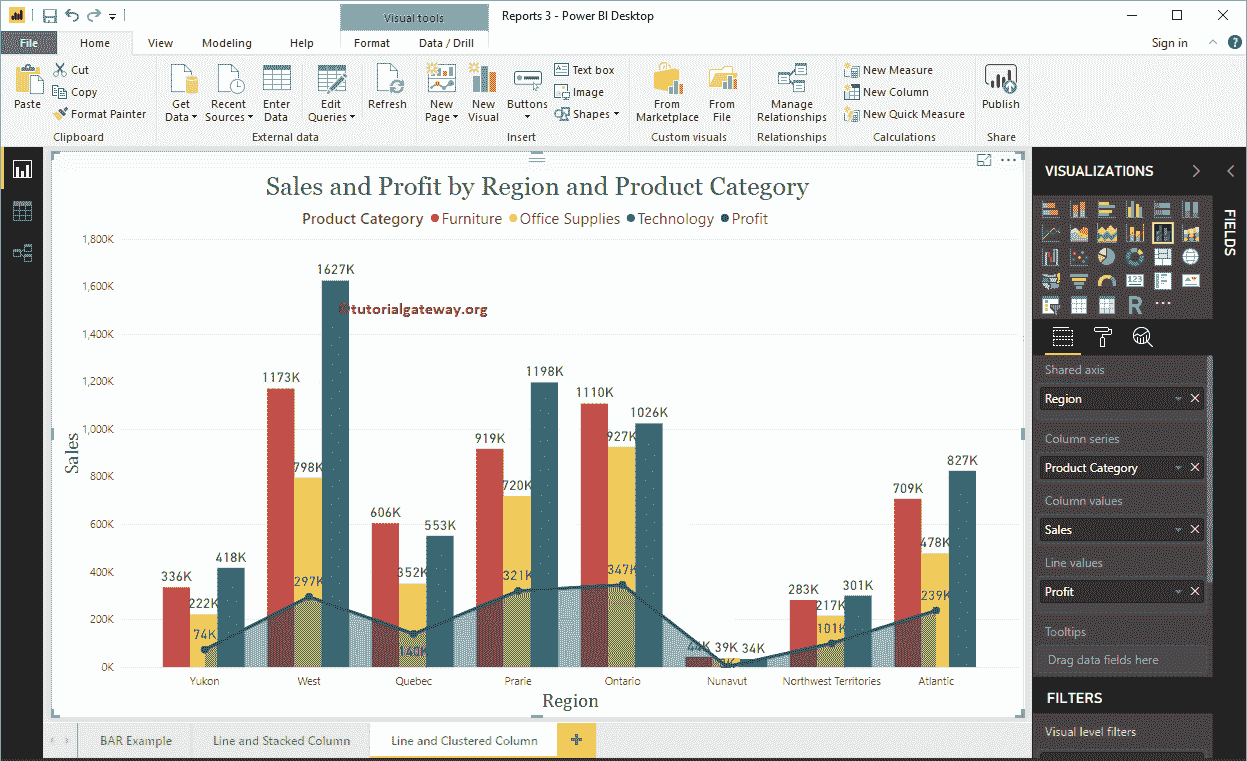 Visual tools
Reports 3 - Power BI Desktop
File
Home
View
Modeling
Help
Format
Data / Drill
Sign in
Paste
Cut
Copy
Format Painter
Clipboard
Get Data
Recent Sources
Enter Data
Edit Queries
External data
Refresh
New Page
New Visual
Buttons
Text box
Image
Shapes
Insert
From Marketplace
From File
Custom visuals
Manage Relationships
Relationships
New Measure
New Column
New Quick Measure
Calculations
Publish
Share
Sales and Profit by Region and Product Category
Product Category Furniture Office Supplies Technology Profit
1,800K
1,600K
1,400K
1,200K
1,000K
800K
600K
400K
200K
0K
Sales
©tutorialgateway.org
336K 222K 418K 74K
1173K 798K 1627K 297K
606K 352K 553K 140K
919K 720K 1198K 321K
1110K 927K 1026K 347K
39K 34K
283K 217K 301K 101K
709K 478K 827K 239K
Yukon West Quebec Prarie Ontario Nunavut Northwest Territories Atlantic
Region
BAR Example
Line and Stacked Column
Line and Clustered Column
+
VISUALIZATIONS
FIELDS
123
R
Shared axis
Region
Column series
Product Category
Column values
Sales
Line values
Profit
Tooltips
Drag data fields here
FILTERS
Visual level filters